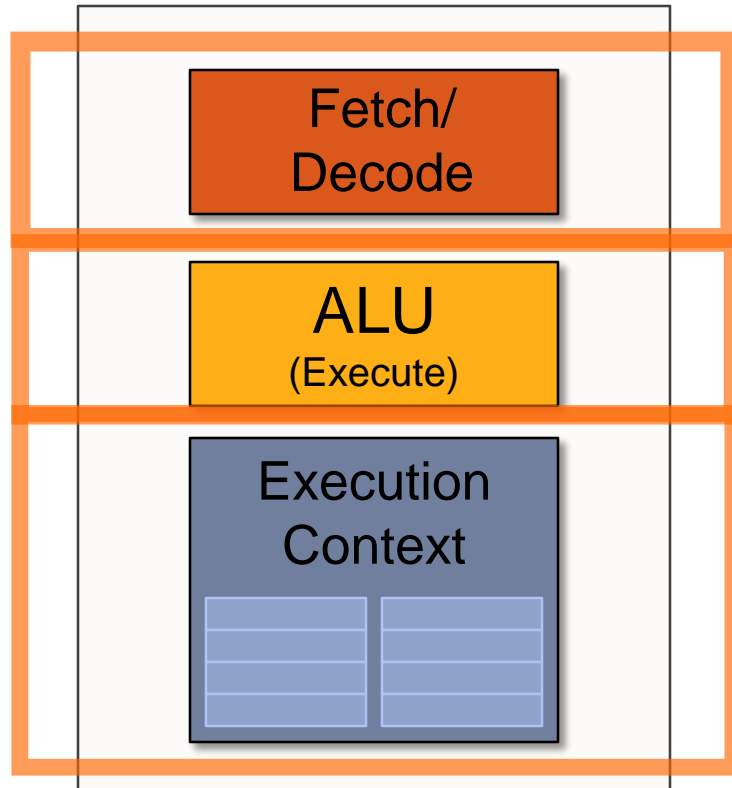 Fetch/
Decode
ALU
(Execute)
Execution
Context